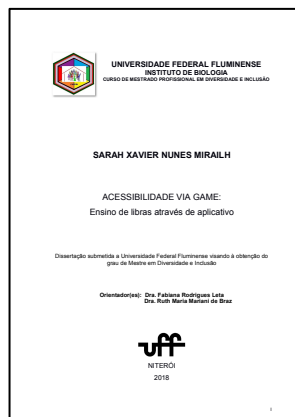 UNIVERSIDADE FEDERAL FLUMINENSE
INSTITUTO DE BIOLOGIA
CURSO DE MESTRADO PROFISSIONAL EM DIVERSIDADE E INCLUSÃO
SARAH XAVIER NUNES MIRAILH
ACESSIBILIDADE VIA GAME:
Ensino de libras através de aplicativo
Dissertação submetida a Universidade Federal Fluminense visando à obtenção do
grau de Mestre em Diversidade e Inclusão
Orientador(es): Dra. Fabiana Rodrigues Leta
Dra. Ruth Maria Mariani de Braz
uff
NITERÓI
2018